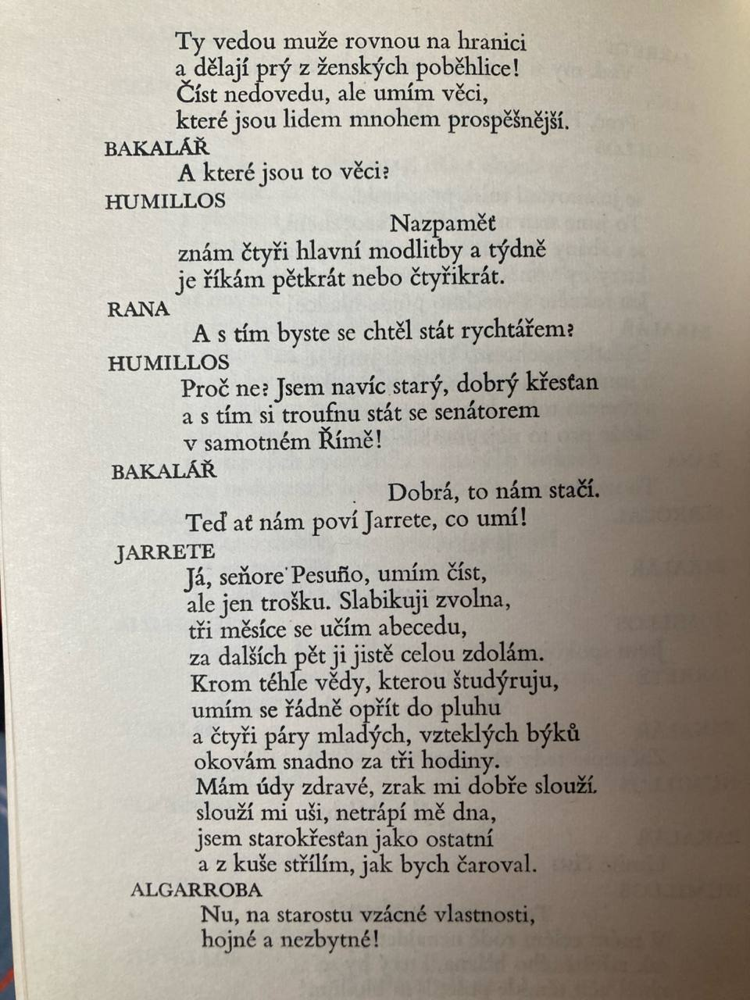 Ty vedou muže rovnou na hranici
a dělají prý z ženských poběhlice!
Číst nedovedu, ale umím věci,
které jsou lidem mnohem prospěšnější.
BAKALÁŘ
A které jsou to věci?
HUMILLOS
Nazpaměť
znám čtyři hlavní modlitby a týdně
je říkám pětkrát nebo čtyřikrát.
RANA
A s tím byste se chtěl stát rychtářem?
HUMILLOS
Proč ne? Jsem navíc starý, dobrý křesťan
a s tím si troufnu stát se senátorem
v samotném Římě!
BAKALÁŘ
Dobrá, to nám stačí.
Teď ať nám poví Jarrete, co umí!
JARRETE
Já, seňore Pesuño, umím číst,
ale jen trošku. Slabikuji zvolna,
tři měsíce se učím abecedu,
za dalších pět ji jistě celou zdolám.
Krom téhle vědy, kterou študýruju,
umím se řádně opřít do pluhu
a čtyři páry mladých, vzteklých býků
okovám snadno za tři hodiny.
Mám údy zdravé, zrak mi dobře slouží.
slouží mi uši, netrápí mě dna,
jsem starokřesťan jako ostatní
a z kuše střílím, jak bych čaroval.
ALGARROBA
Nu, na starostu vzácné vlastnosti,
hojné a nezbytné!